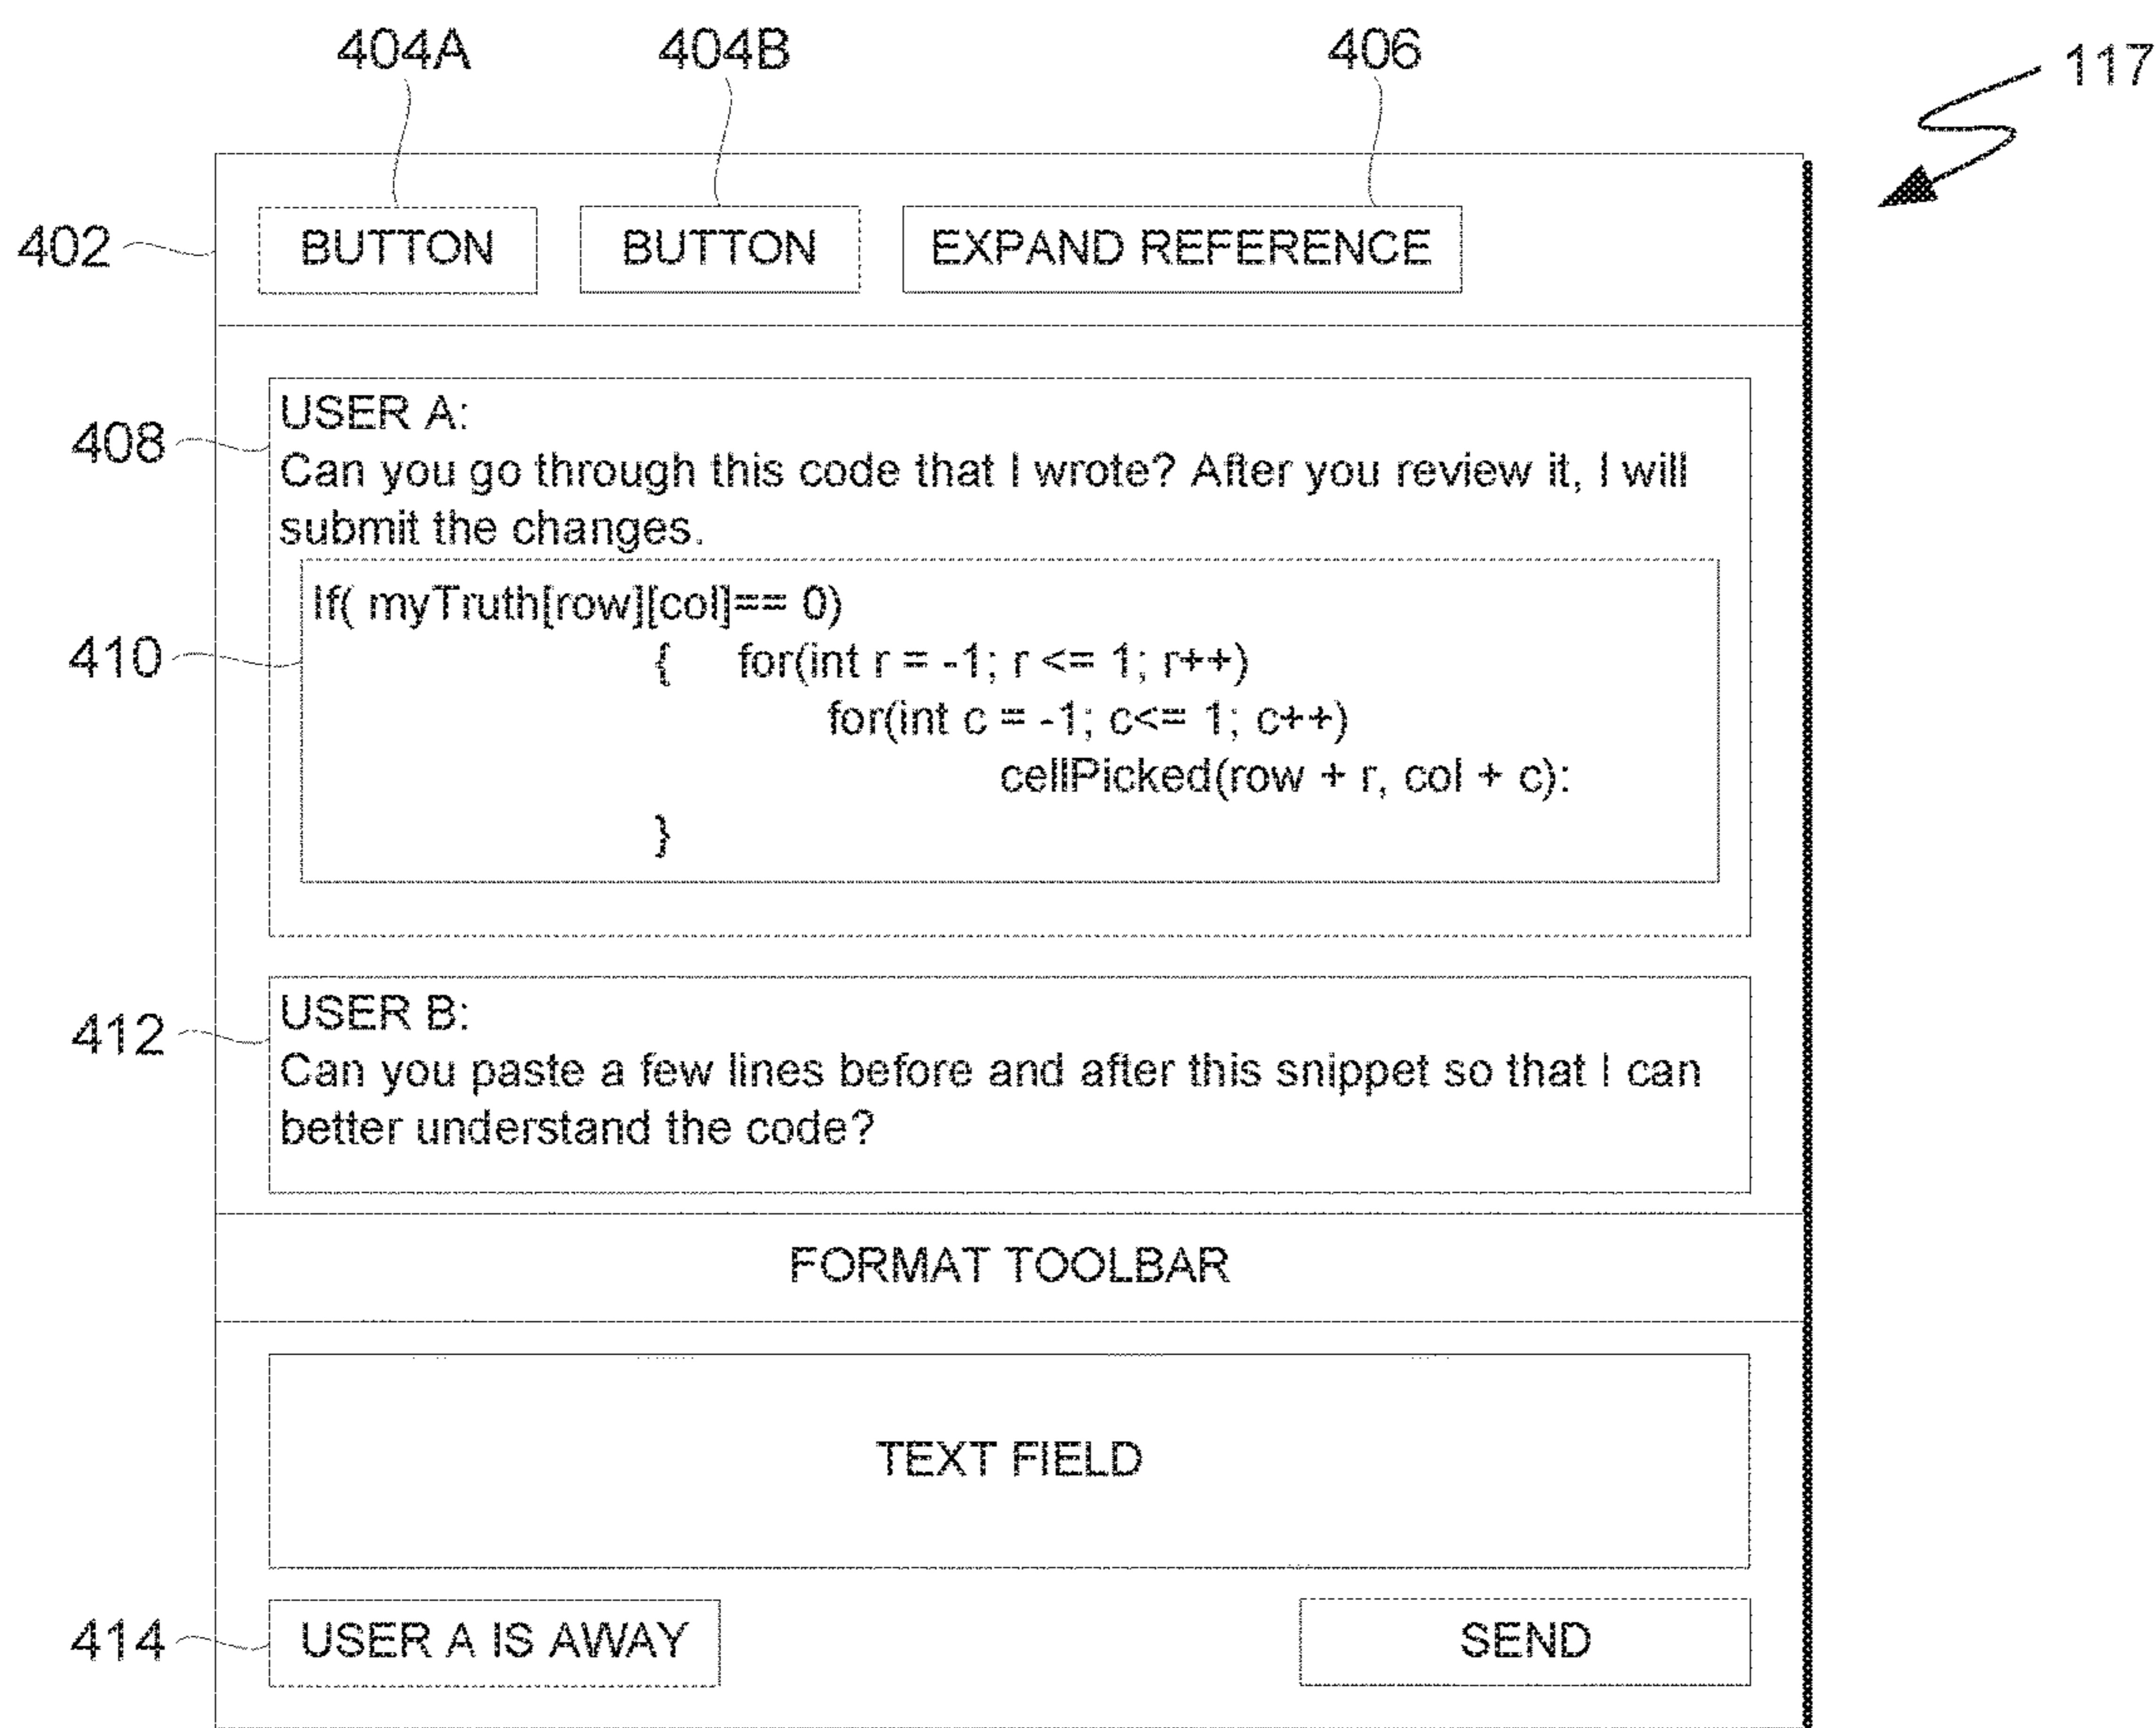 404A 404B 406 117
402 BUTTON BUTTON EXPAND REFERENCE
USER A:
408
Can you go through this code that I wrote? After you review it, I will
submit the changes.
If( myTruth[row][col]== 0)
410 { for(int r = -1; r <= 1; r++)
for(int c = -1; c<= 1; c++)
cellPicked(row + r, col + c):
}
USER B:
412
Can you paste a few lines before and after this snippet so that I can
better understand the code?
FORMAT TOOLBAR
TEXT FIELD
414 USER A IS AWAY SEND